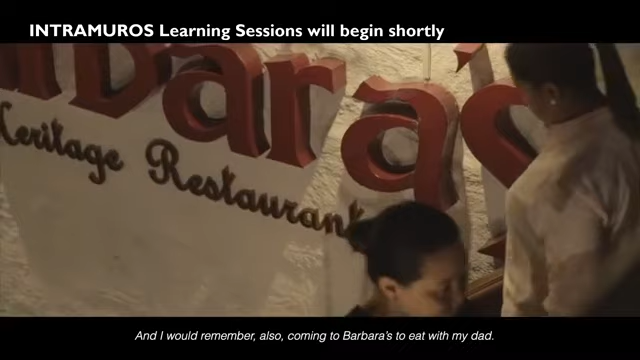 INTRAMUROS Learning Sessions will begin shortly
Barbara's
Heritage Restaurant
And I would remember, also, coming to Barbara's to eat with my dad.